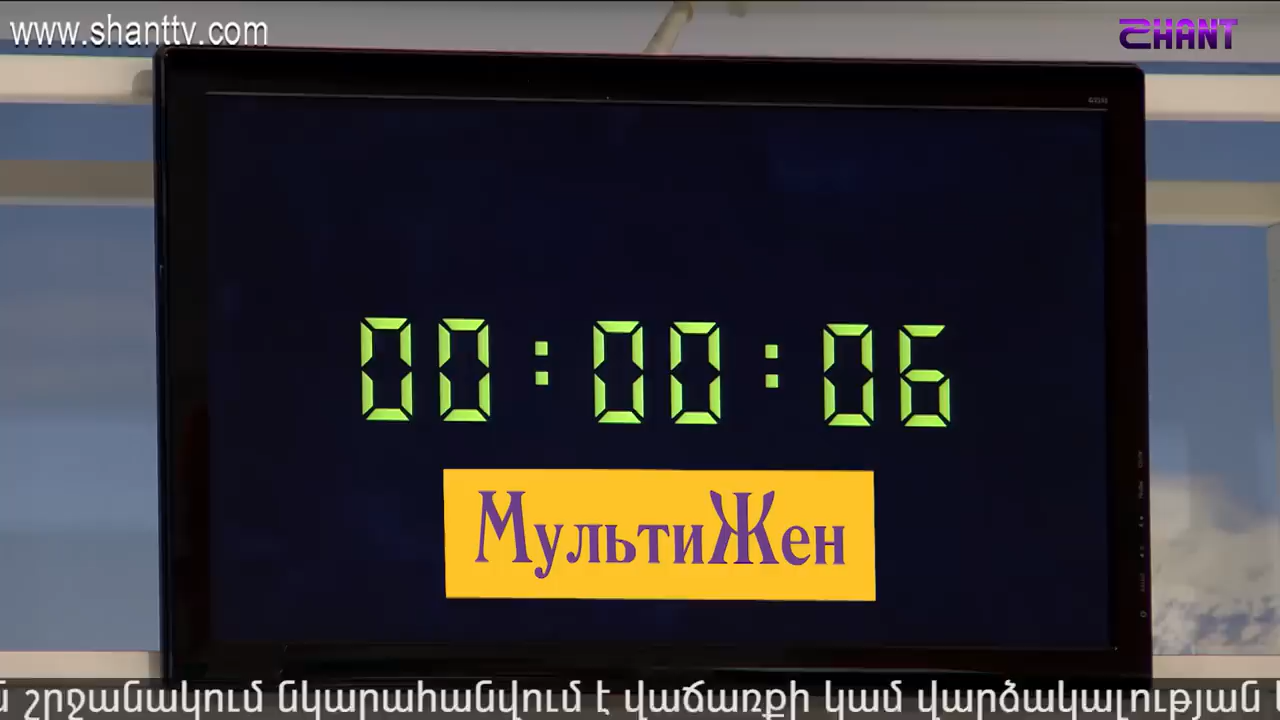 www.shanttv.com
SHANT
00:00:06
МультиЖен
շրջանակում նկարահանվում է վաճառքի կամ վարձակալության